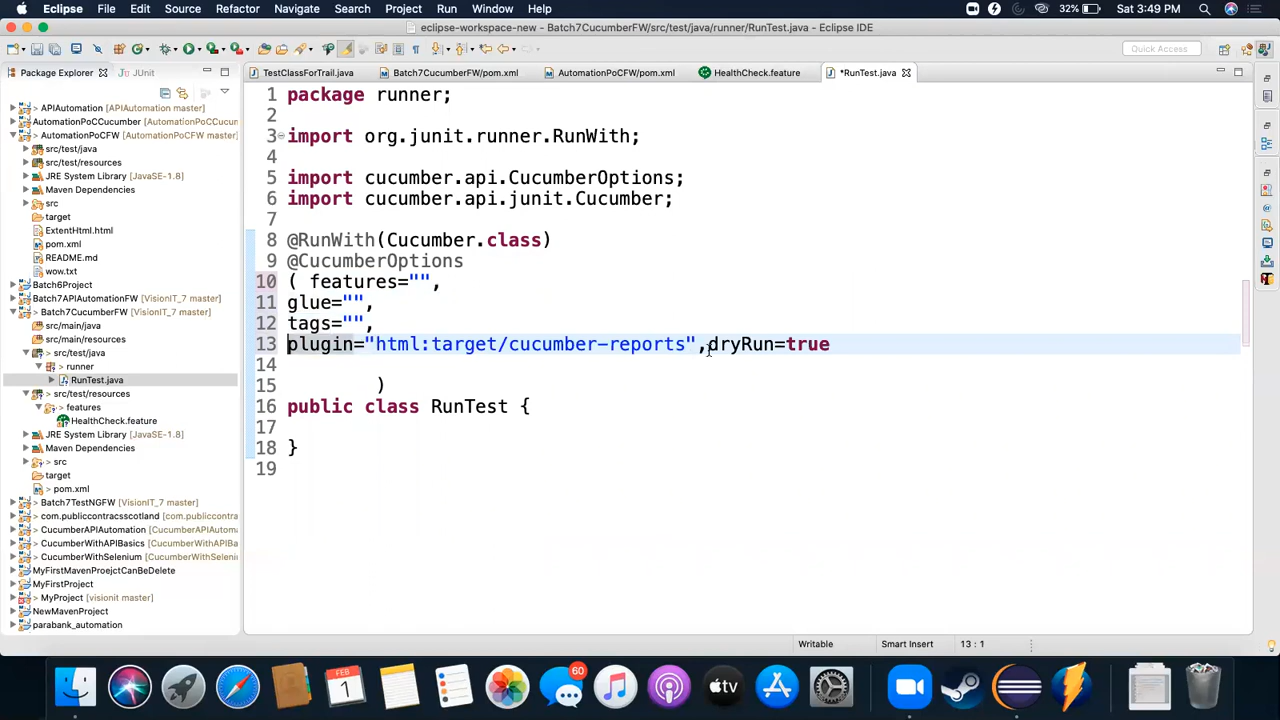 Eclipse File Edit Source Refactor Navigate Search Project Run Window Help 32% Sat 3:49 PM
eclipse-workspace-new - Batch7CucumberFW/src/test/java/runner/RunTest.java - Eclipse IDE
Quick Access
Package Explorer JUnit
TestClassForTrail.java Batch7CucumberFW/pom.xml AutomationPoCFW/pom.xml HealthCheck.feature *RunTest.java
> APIAutomation (APIAutomation master)
AutomationPoCCucumber (AutomationPoCCucum
> AutomationPoCFW (AutomationPoCFW master)
src/test/java
src/test/resources
JRE System Library [JavaSE-1.8]
Maven Dependencies
> src
target
ExtentHtml.html
pom.xml
README.md
wow.txt
> Batch6Project
> Batch7APIAutomationFW (VisionIT_7 master)
> Batch7CucumberFW (VisionIT_7 master)
src/main/java
src/main/resources
> src/test/java
> runner
RunTest.java
> src/test/resources
> features
HealthCheck.feature
JRE System Library [JavaSE-1.8]
Maven Dependencies
> src
target
> pom.xml
> Batch7TestNGFW (VisionIT_7 master)
> com.publiccontracsscotland (com.publiccontracs
> CucumberAPIAutomation (CucumberAPIAutoma
> CucumberWithAPIBasics (CucumberWithAPIBasi
> CucumberWithSelenium (CucumberWithSeleni
MyFirstMavenProejctCanBeDelete
MyFirstProject
> MyProject (visionit master)
NewMavenProject
parabank_automation
1 package runner;
2
3 import org.junit.runner.RunWith;
4
5 import cucumber.api.CucumberOptions;
6 import cucumber.api.junit.Cucumber;
7
8 @RunWith(Cucumber.class)
9 @CucumberOptions
10 ( features="",
11 glue="",
12 tags="",
13 plugin="html:target/cucumber-reports",dryRun=true
14
15 )
16 public class RunTest {
17
18 }
19
Writable Smart Insert 13 : 1
FEB 1 60 tv